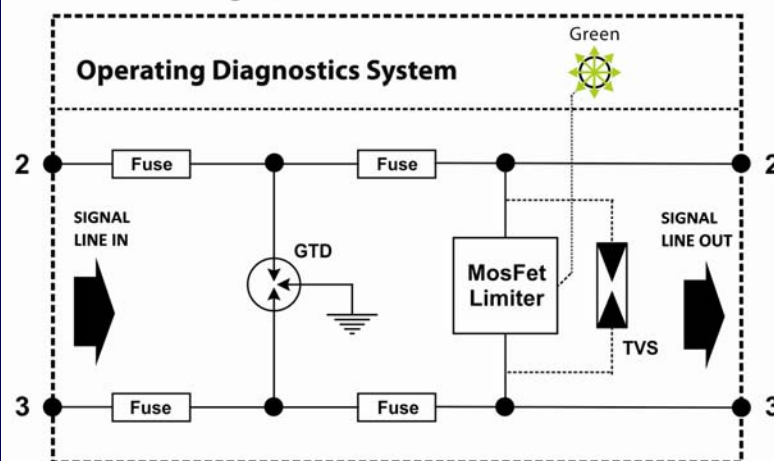 Green
Operating Diagnostics System
2 Fuse Fuse 2
SIGNAL
LINE IN
GTD
SIGNAL
LINE OUT
MosFet
Limiter
TVS
3 Fuse Fuse 3